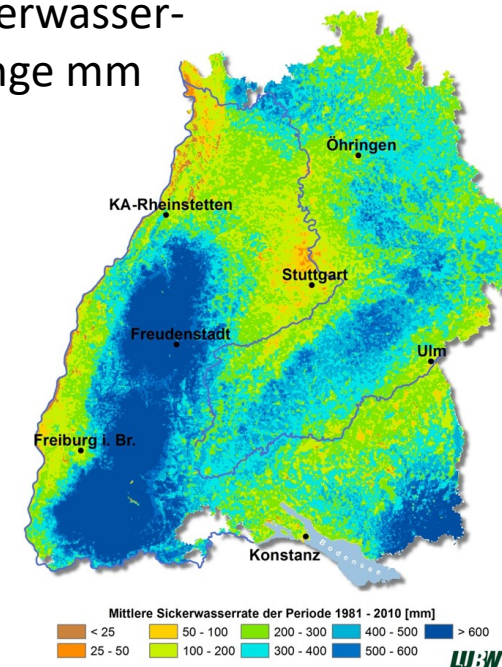 erwasser-
nge mm
Öhringen
KA-Rheinstetten
Stuttgart
Freudenstadt
Ulm
Freiburg i. Br.
Konstanz
Bodensee
Mittlere Sickerwasserrate der Periode 1981 - 2010 [mm]
< 25 50 - 100 200 - 300 400 - 500 > 600
25 - 50 100 - 200 300 - 400 500 - 600
LUBW